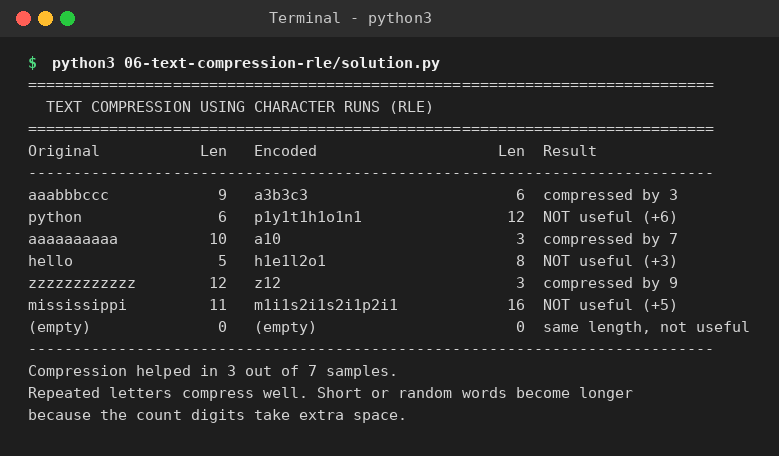 Terminal - python3
$ python3 06-text-compression-rle/solution.py
============================================================================
  TEXT COMPRESSION USING CHARACTER RUNS (RLE)
============================================================================
Original           Len   Encoded                    Len  Result
----------------------------------------------------------------------------
aaabbbccc            9   a3b3c3                       6  compressed by 3
python               6   p1y1t1h1o1n1                12  NOT useful (+6)
aaaaaaaaaa          10   a10                          3  compressed by 7
hello                5   h1e1l2o1                     8  NOT useful (+3)
zzzzzzzzzzzz        12   z12                          3  compressed by 9
mississippi         11   m1i1s2i1s2i1p2i1            16  NOT useful (+5)
(empty)              0   (empty)                      0  same length, not useful
----------------------------------------------------------------------------
Compression helped in 3 out of 7 samples.
Repeated letters compress well. Short or random words become longer
because the count digits take extra space.